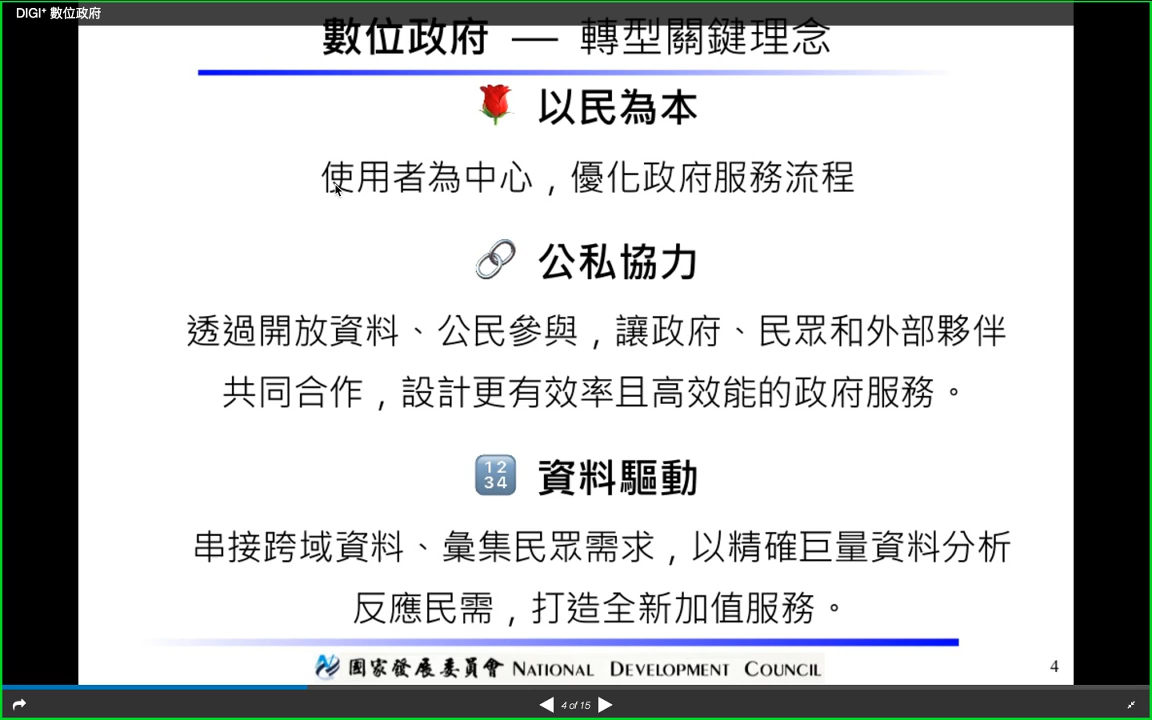 DIGI⁺ 數位政府
數位政府 — 轉型關鍵理念
以民為本
使用者為中心，優化政府服務流程
公私協力
透過開放資料、公民參與，讓政府、民眾和外部夥伴
共同合作，設計更有效率且高效能的政府服務。
1234
資料驅動
串接跨域資料、彙集民眾需求，以精確巨量資料分析
反應民需，打造全新加值服務。
國家發展委員會 NATIONAL DEVELOPMENT COUNCIL
4
4 of 15